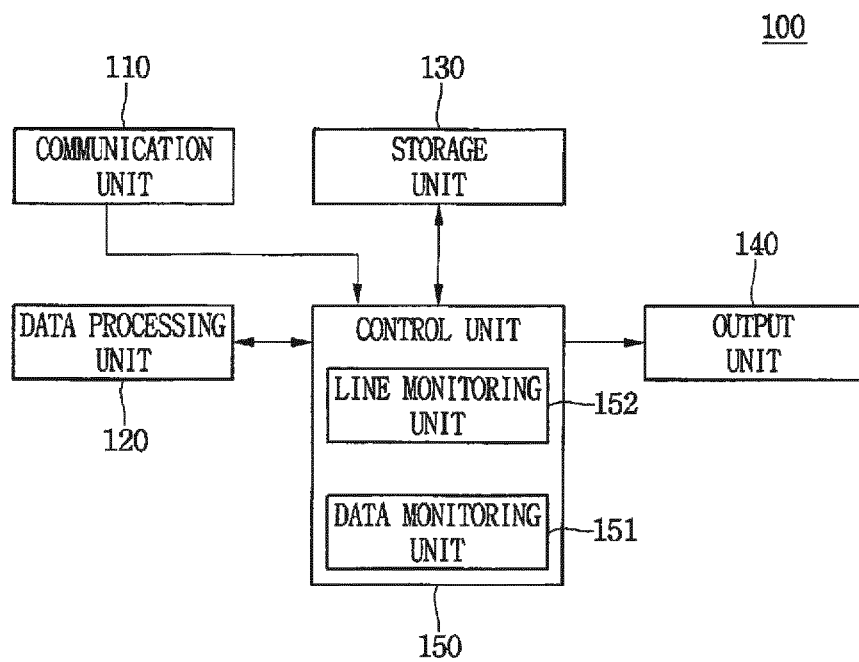 100
110
130
COMMUNICATION
UNIT
STORAGE
UNIT
140
DATA PROCESSING
UNIT
CONTROL UNIT
OUTPUT
UNIT
120
LINE MONITORING
UNIT
152
DATA MONITORING
UNIT
151
150